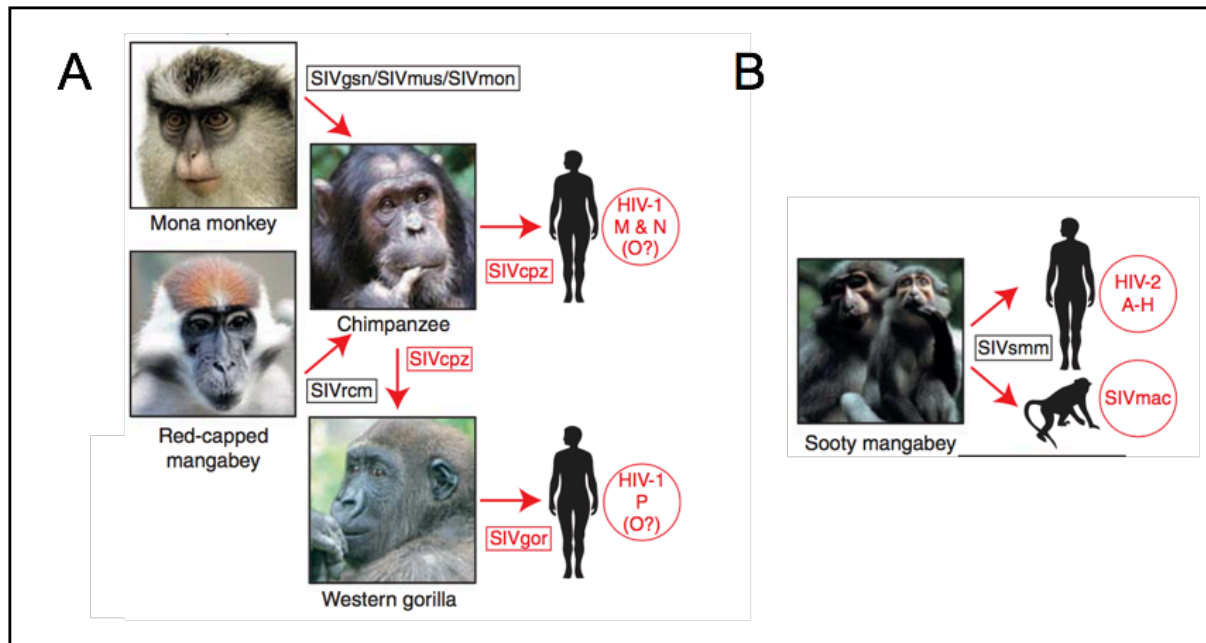 A
SIVgsn/SIVmus/SIVmon
Mona monkey
Chimpanzee
SIVcpz
HIV-1
M & N
(O?)
SIVrcm
SIVcpz
Red-capped
mangabey
Western gorilla
SIVgor
HIV-1
P
(O?)
B
Sooty mangabey
SIVsmm
HIV-2
A-H
SIVmac